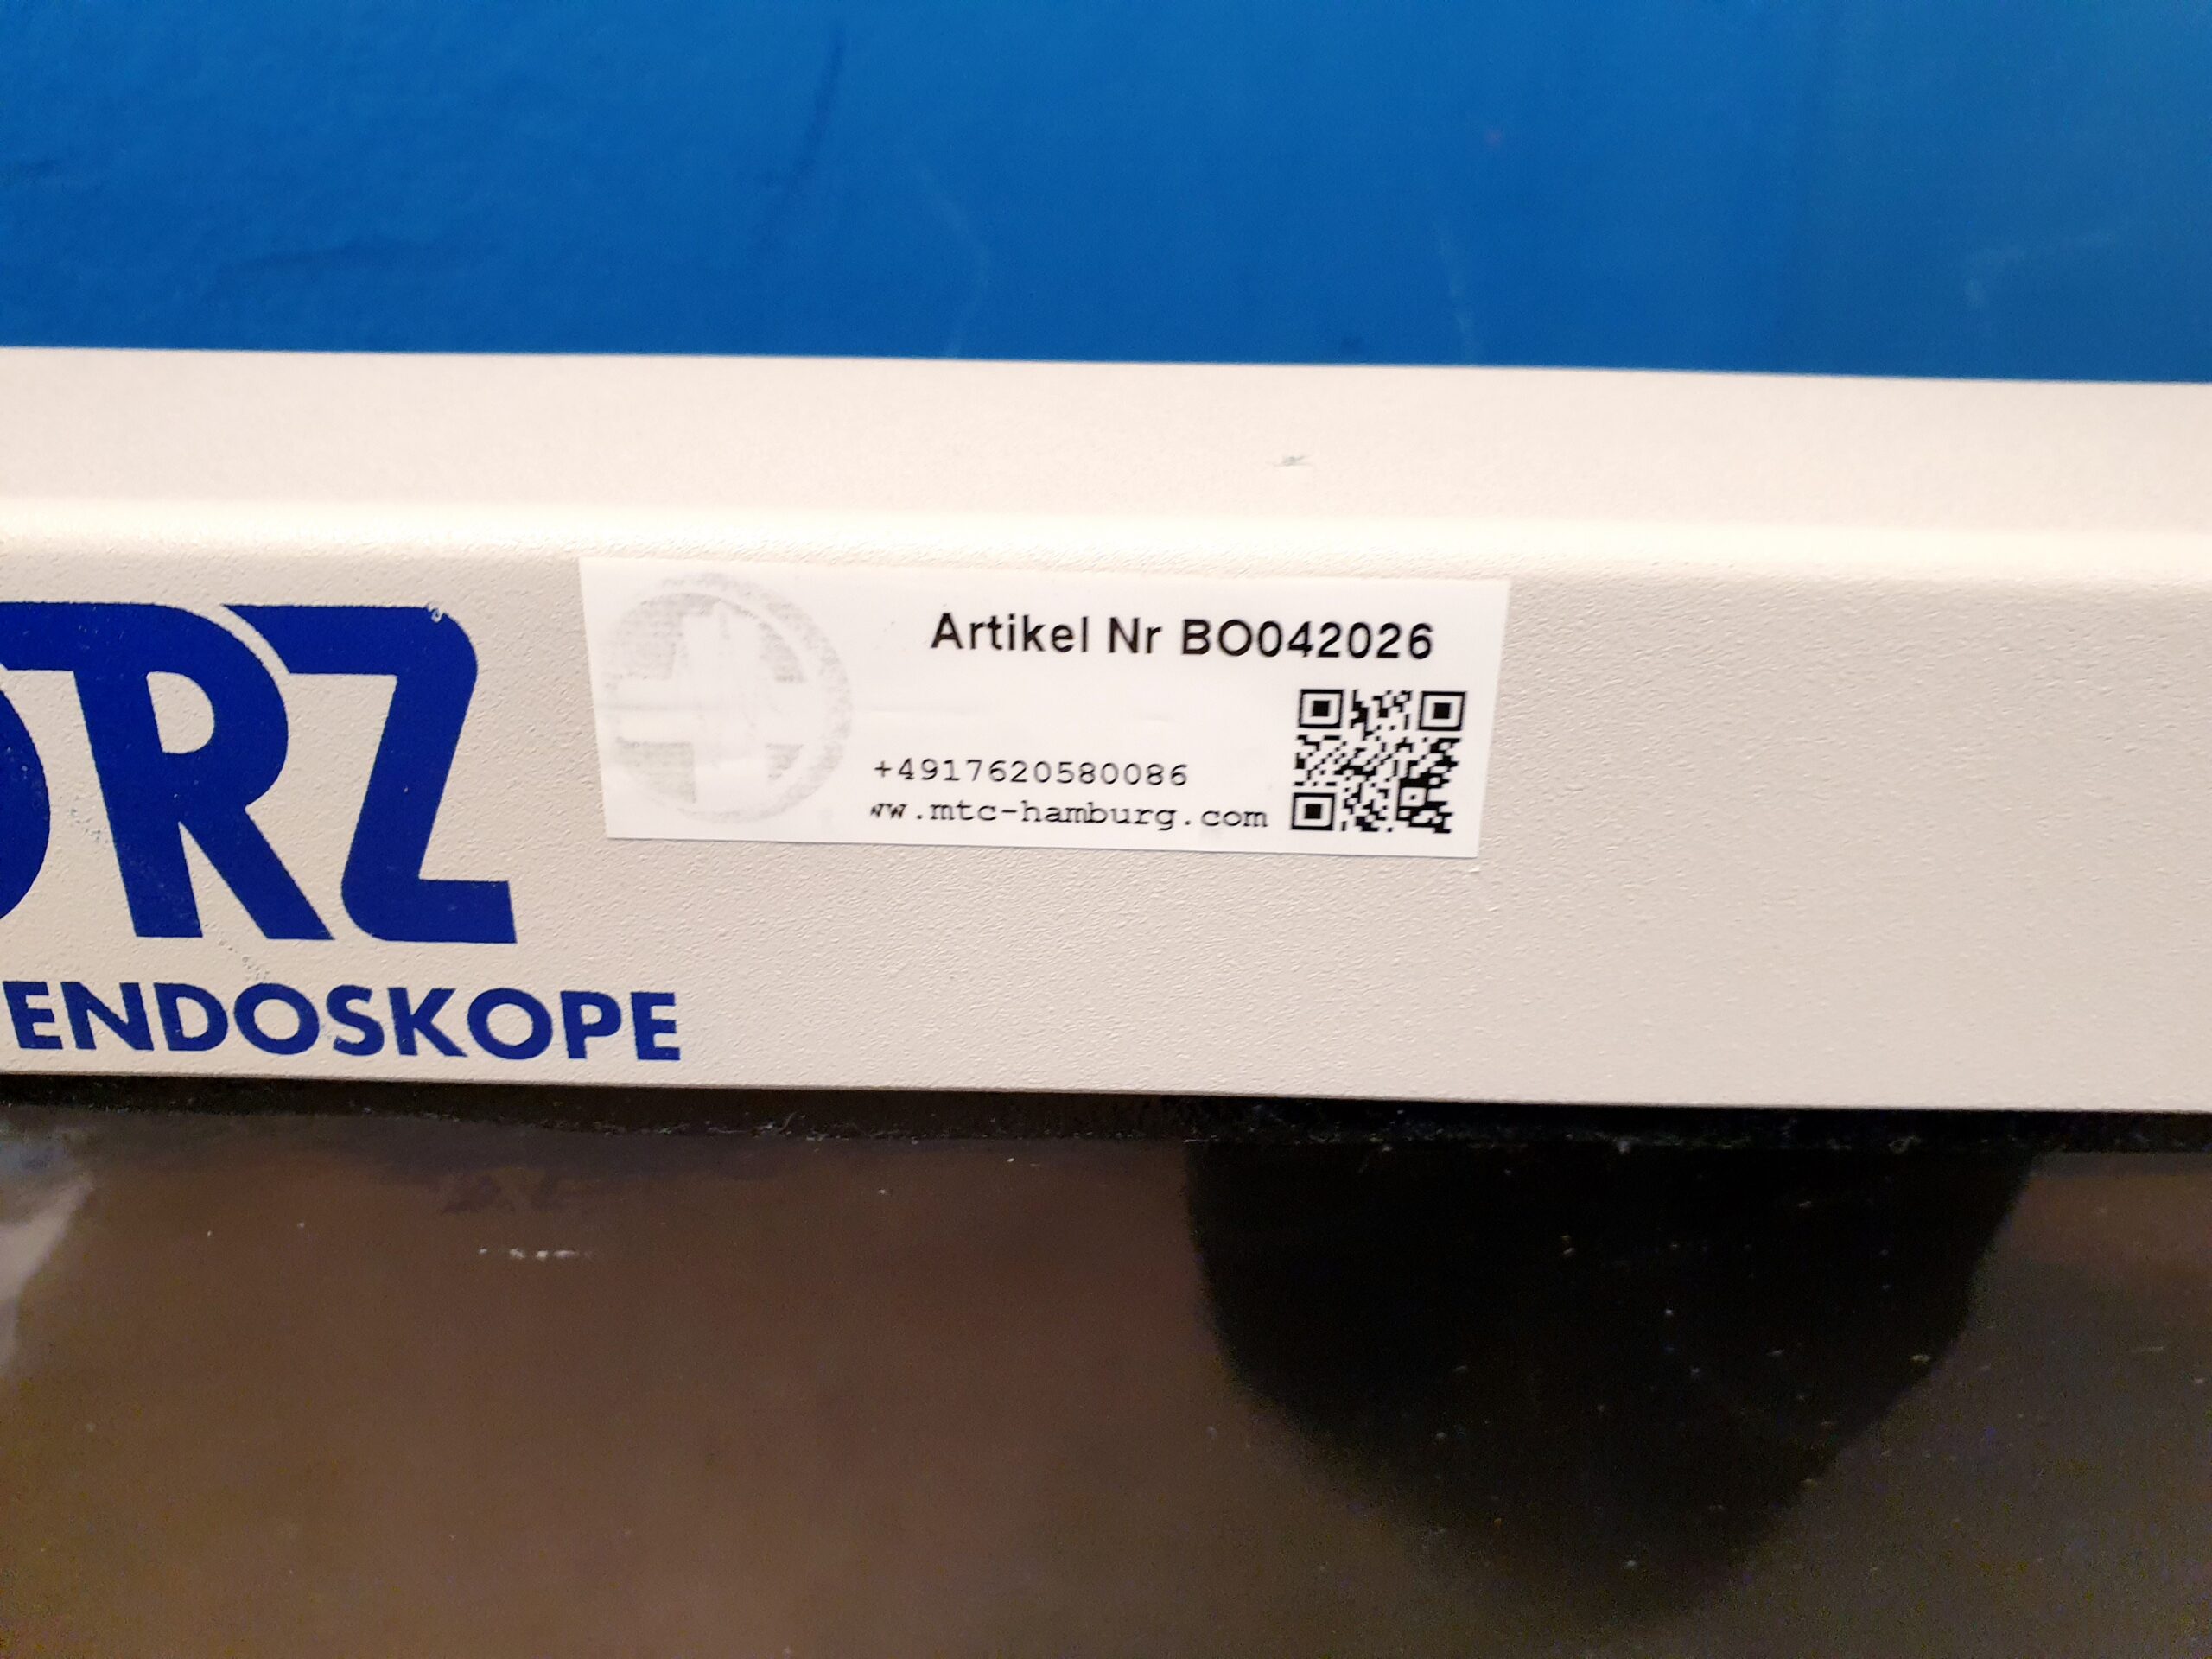 ORZ
ENDOSKOPE
Artikel Nr BO042026
+4917620580086
ww.mtc-hamburg.com